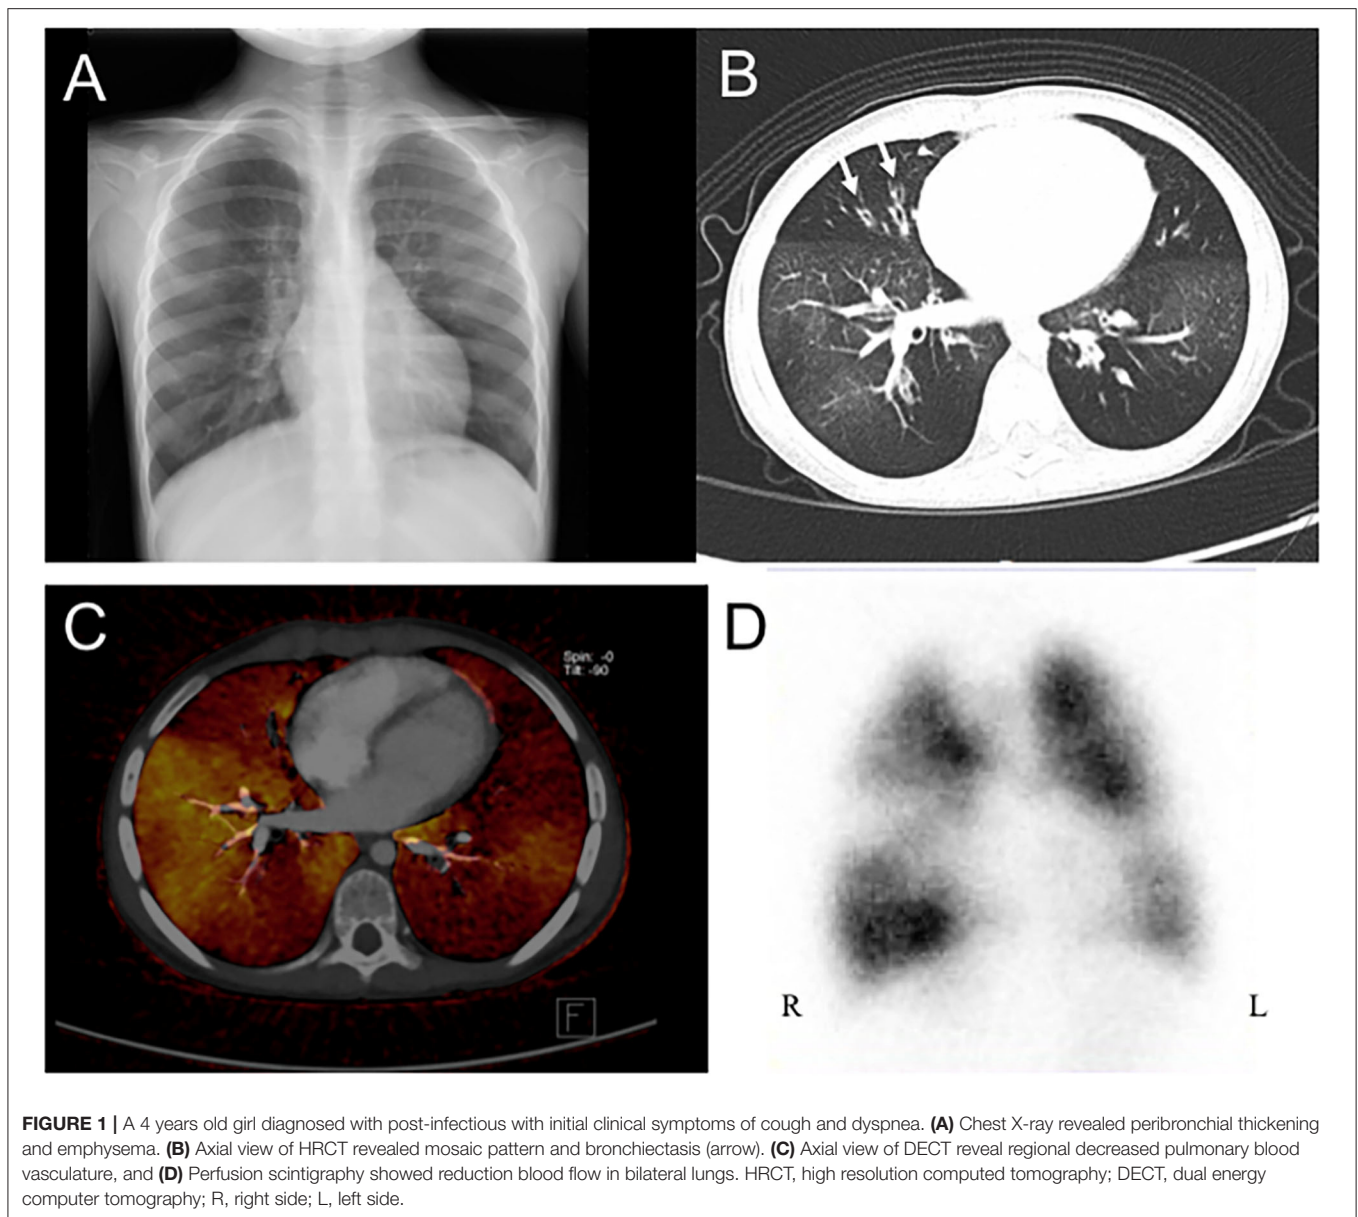 A
B
C
Spin: -0
Tilt: -90
F
D
R
L
FIGURE 1 | A 4 years old girl diagnosed with post-infectious with initial clinical symptoms of cough and dyspnea. (A) Chest X-ray revealed peribronchial thickening
and emphysema. (B) Axial view of HRCT revealed mosaic pattern and bronchiectasis (arrow). (C) Axial view of DECT reveal regional decreased pulmonary blood
vasculature, and (D) Perfusion scintigraphy showed reduction blood flow in bilateral lungs. HRCT, high resolution computed tomography; DECT, dual energy
computer tomography; R, right side; L, left side.